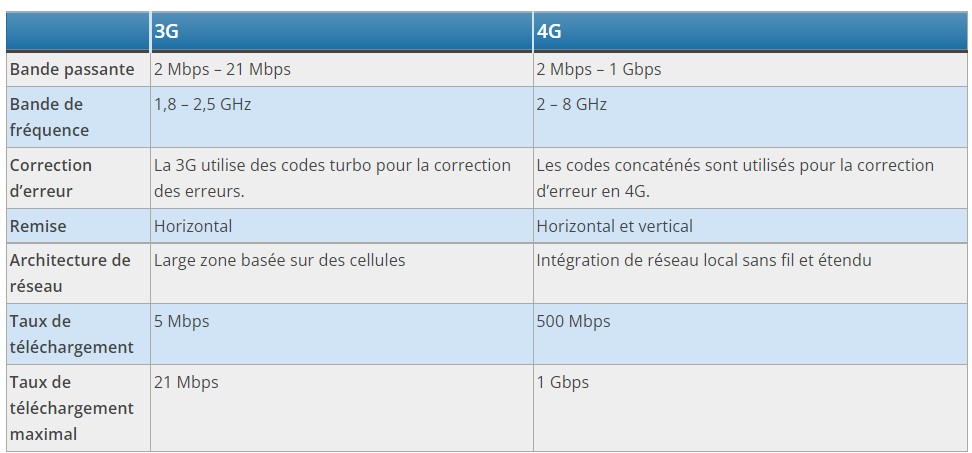 3G 4G
Bande passante 2 Mbps – 21 Mbps 2 Mbps – 1 Gbps
Bande de
fréquence 1,8 – 2,5 GHz 2 – 8 GHz
Correction
d’erreur La 3G utilise des codes turbo pour la correction
des erreurs. Les codes concaténés sont utilisés pour la correction
d’erreur en 4G.
Remise Horizontal Horizontal et vertical
Architecture de
réseau Large zone basée sur des cellules Intégration de réseau local sans fil et étendu
Taux de
téléchargement 5 Mbps 500 Mbps
Taux de
téléchargement
maximal 21 Mbps 1 Gbps